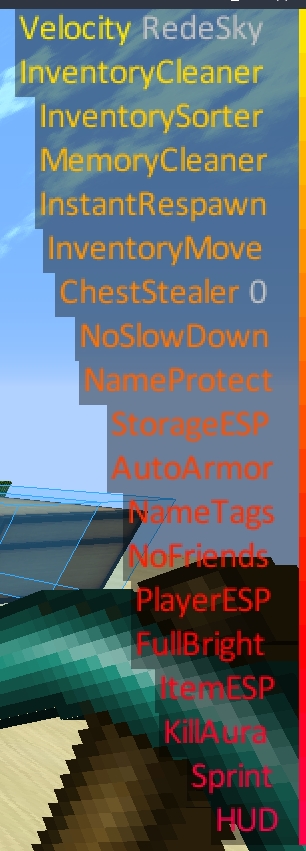 Velocity RedeSky
InventoryCleaner
InventorySorter
MemoryCleaner
InstantRespawn
InventoryMove
ChestStealer 0
NoSlowDown
NameProtect
StorageESP
AutoArmor
NameTags
NoFriends
PlayerESP
FullBright
ItemESP
KillAura
Sprint
HUD